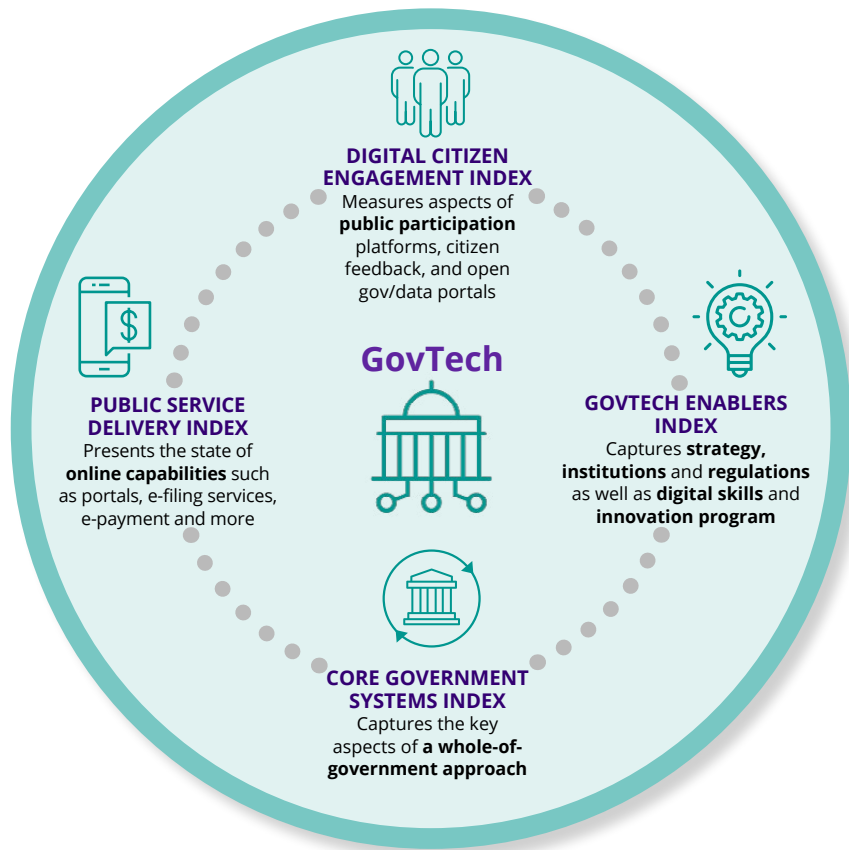 DIGITAL CITIZEN
ENGAGEMENT INDEX
Measures aspects of
public participation
platforms, citizen
feedback, and open
gov/data portals
$
PUBLIC SERVICE
DELIVERY INDEX
Presents the state of
online capabilities such
as portals, e-filing services,
e-payment and more
GovTech
GOVTECH ENABLERS
INDEX
Captures strategy,
institutions and regulations
as well as digital skills and
innovation program
CORE GOVERNMENT
SYSTEMS INDEX
Captures the key
aspects of a whole-of-
government approach